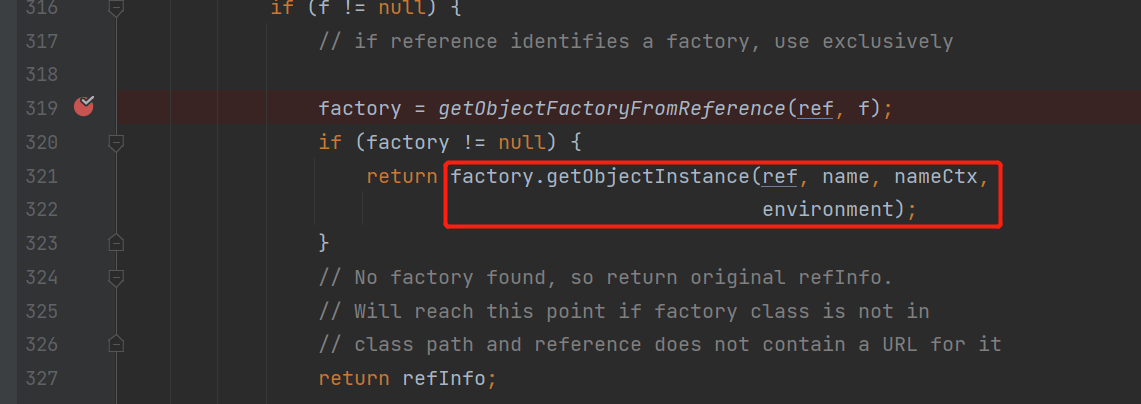 316 if (f != null) {
317 // if reference identifies a factory, use exclusively
318
319 factory = getObjectFactoryFromReference(ref, f);
320 if (factory != null) {
321 return factory.getObjectInstance(ref, name, nameCtx,
322 environment);
323 }
324 // No factory found, so return original refInfo.
325 // Will reach this point if factory class is not in
326 // class path and reference does not contain a URL for it
327 return refInfo;